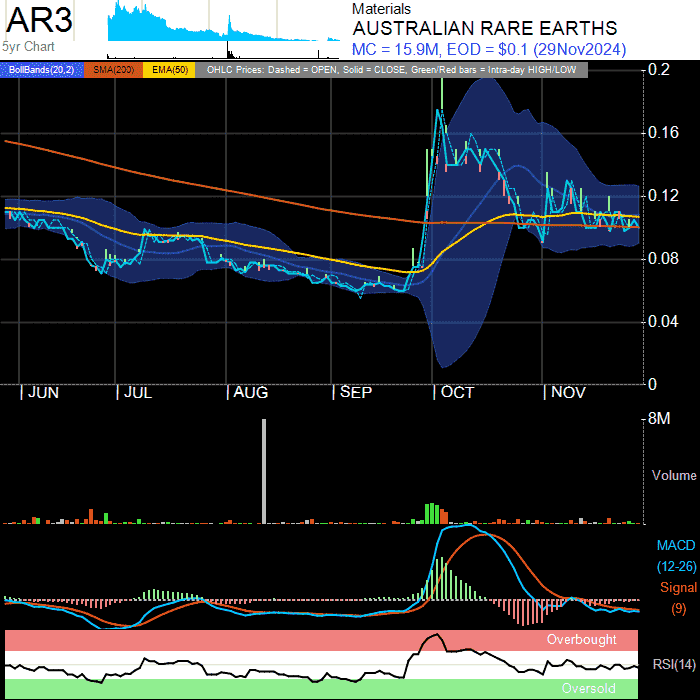 AR3
5yr Chart
Materials
AUSTRALIAN RARE EARTHS
MC = 15.9M, EOD = $0.1 (29Nov2024)
BollBands(20,2) SMA(200) EMA(50) OHLC Prices: Dashed = OPEN, Solid = CLOSE, Green/Red bars = Intra-day HIGH/LOW
0.2
0.16
0.12
0.08
0.04
0
| JUN | JUL | AUG | SEP | OCT | NOV
8M
Volume
MACD
(12-26)
Signal
(9)
Overbought
RSI(14)
Oversold